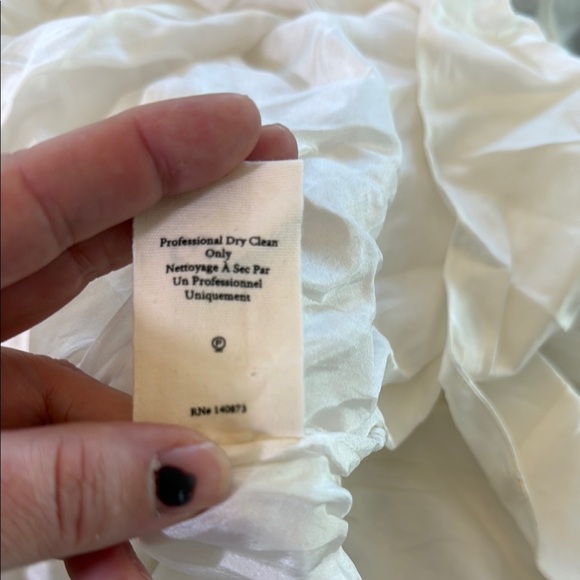 Professional Dry Clean
Only
Nettoyage À Sec Par
Un Professionnel
Uniquement
Ⓟ
RN# 140873